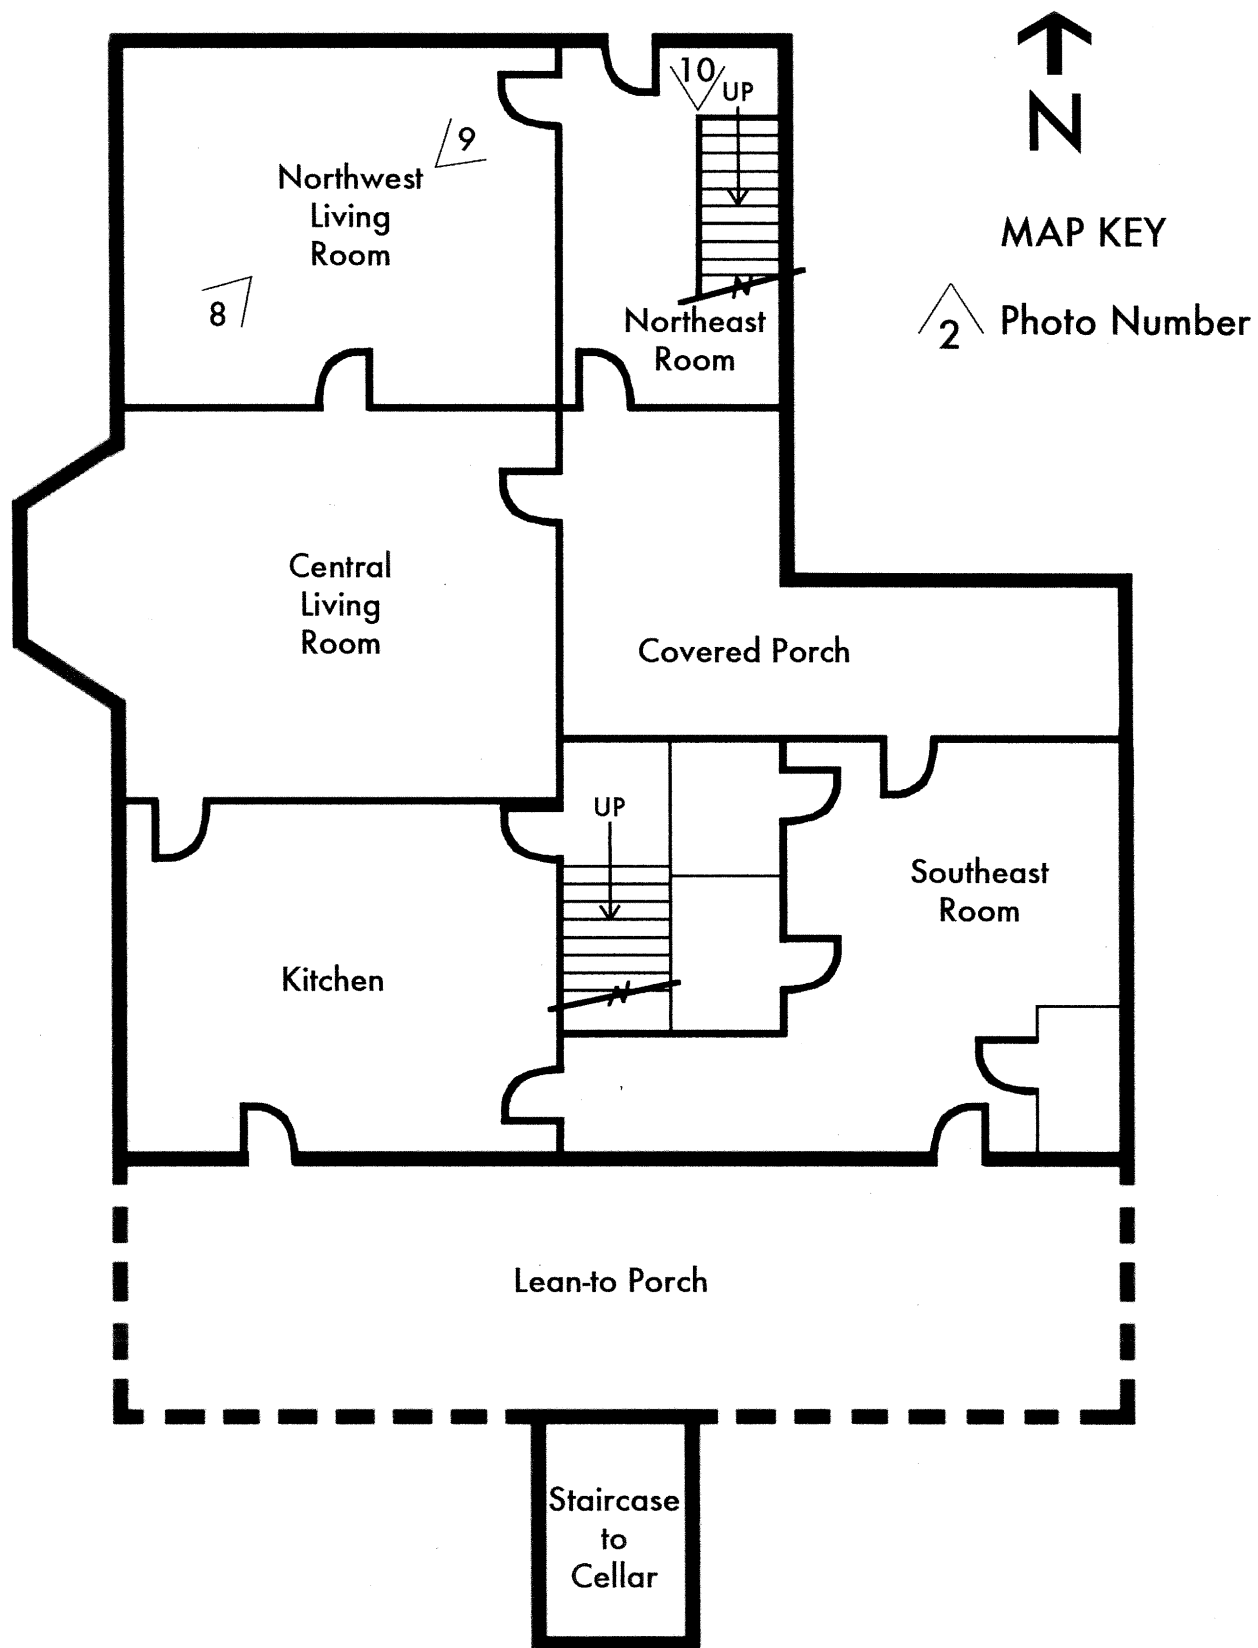 10
UP
9
Northwest
Living
Room
8
Northeast
Room
N
MAP KEY
2 Photo Number
Central
Living
Room
Covered Porch
UP
Southeast
Room
Kitchen
Lean-to Porch
Staircase
to
Cellar